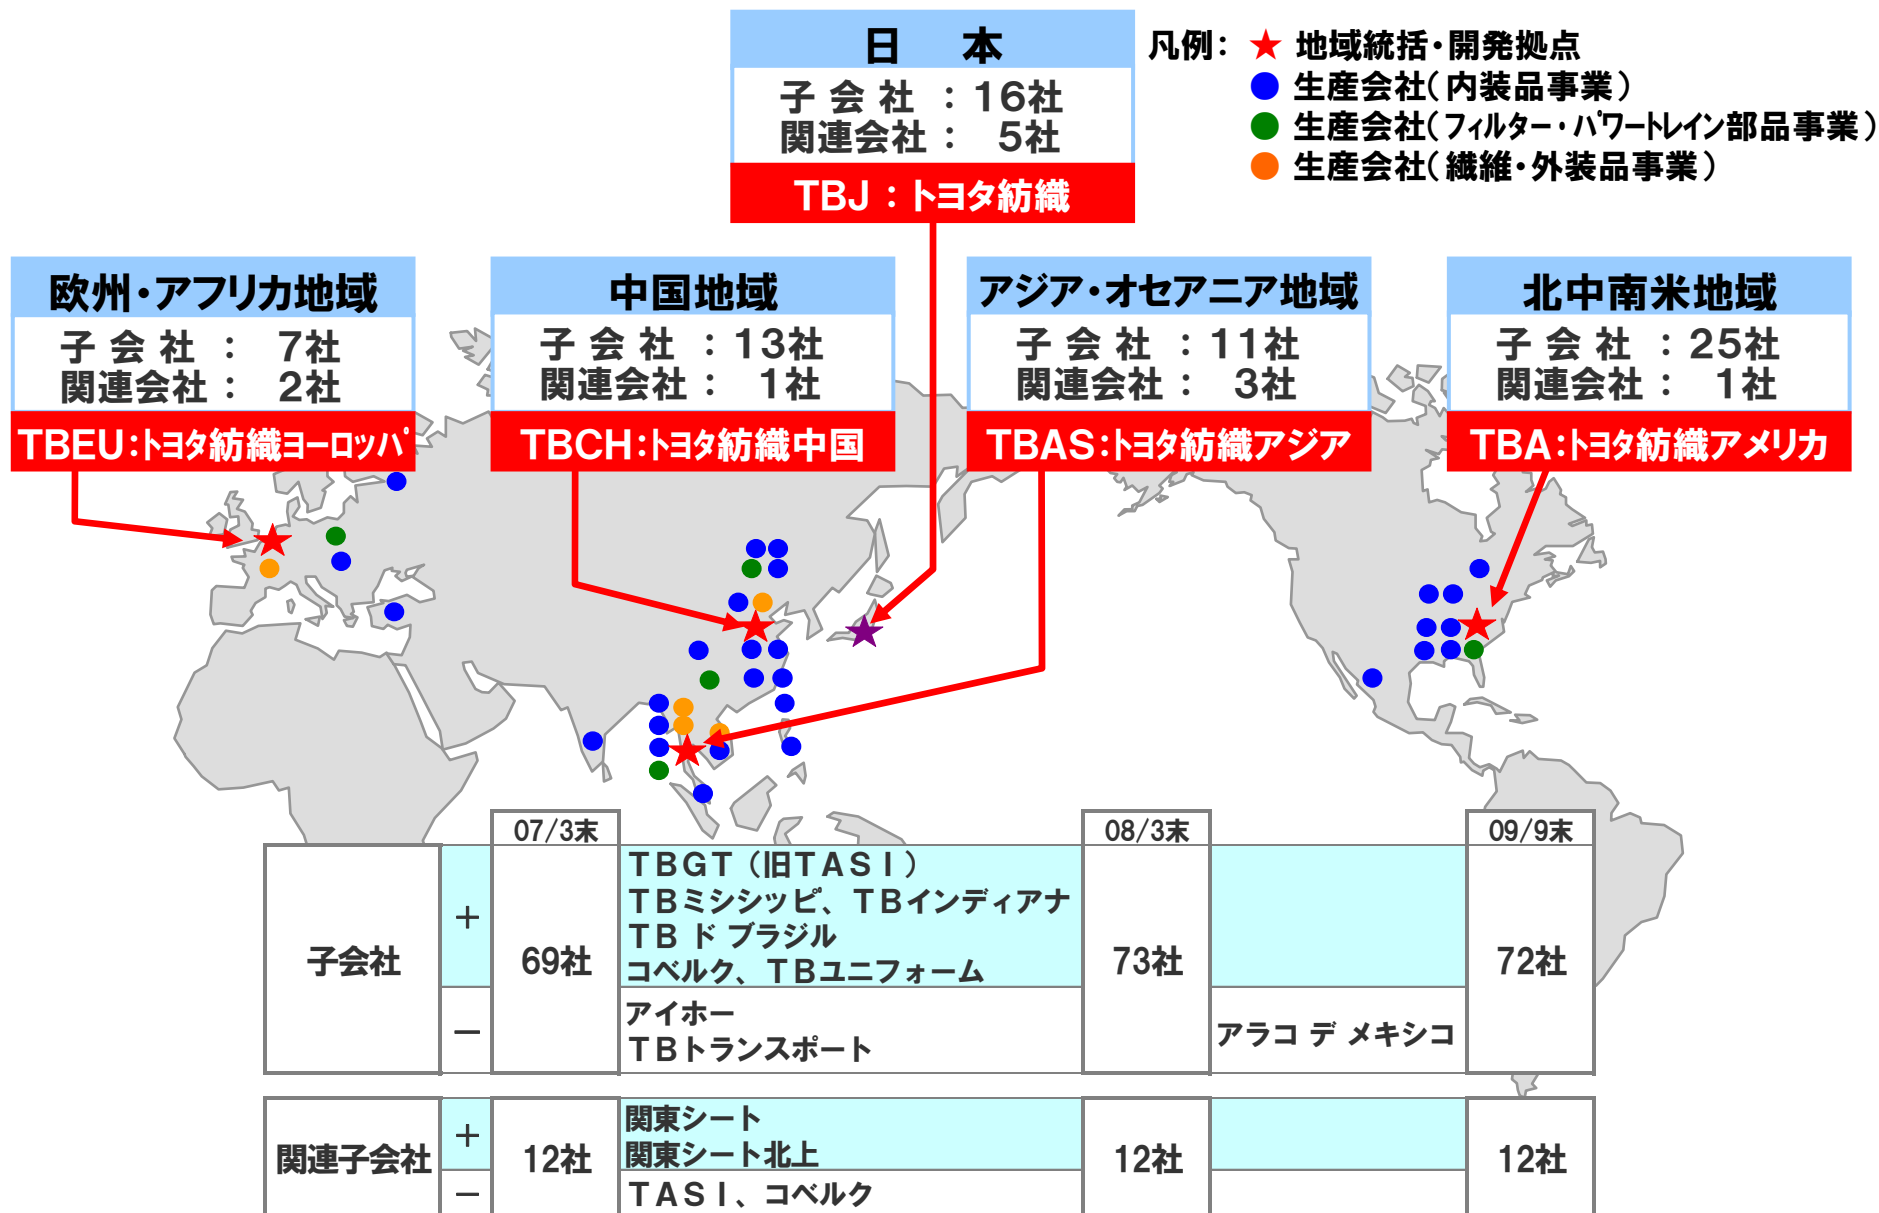 日 本
子 会 社 ： 16社
関連会社 ： 5社
TBJ ： トヨタ紡織
凡例： ★ 地域統括・開発拠点
生産会社（内装品事業）
生産会社（フィルター・パワートレイン部品事業）
生産会社（繊維・外装品事業）
欧州・アフリカ地域
子 会 社 ： 7社
関連会社 ： 2社
TBEU：トヨタ紡織ヨーロッパ
中国地域
子 会 社 ： 13社
関連会社 ： 1社
TBCH：トヨタ紡織中国
アジア・オセアニア地域
子 会 社 ： 11社
関連会社 ： 3社
TBAS：トヨタ紡織アジア
北中南米地域
子 会 社 ： 25社
関連会社 ： 1社
TBA：トヨタ紡織アメリカ
07/3末
08/3末
09/9末
子会社
＋
－
69社
ＴＢＧＴ（旧ＴＡＳＩ）
ＴＢミシシッピ、ＴＢインディアナ
ＴＢ ド ブラジル
コベルク、ＴＢユニフォーム
アイホー
ＴＢトランスポート
73社
アラコ デ メキシコ
72社
関連子会社
＋
－
12社
関東シート
関東シート北上
ＴＡＳＩ、コベルク
12社
12社